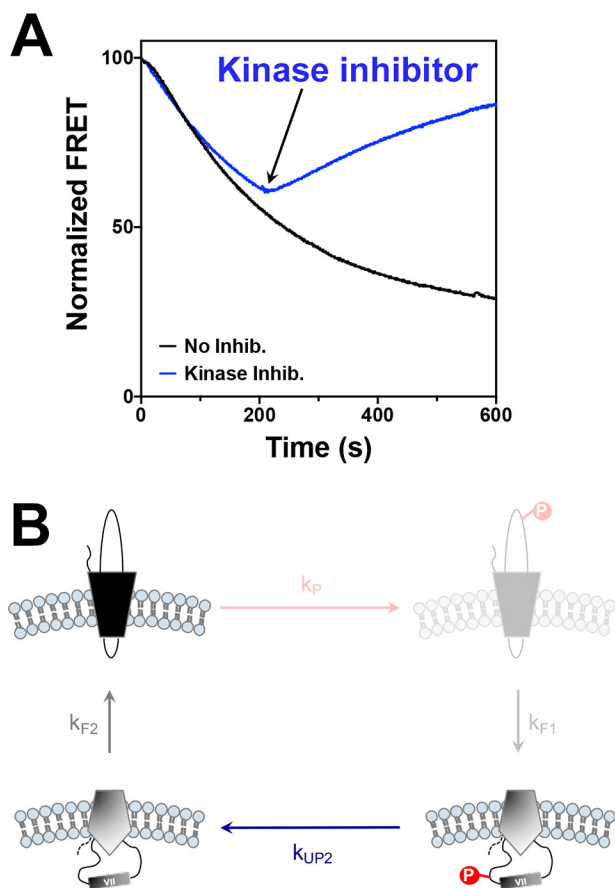 A
Kinase inhibitor
Normalized FRET
100
50
0
No Inhib.
Kinase Inhib.
0
200
400
600
Time (s)
B
P
kP
kF2
kF1
kUP2
VII
P
VII